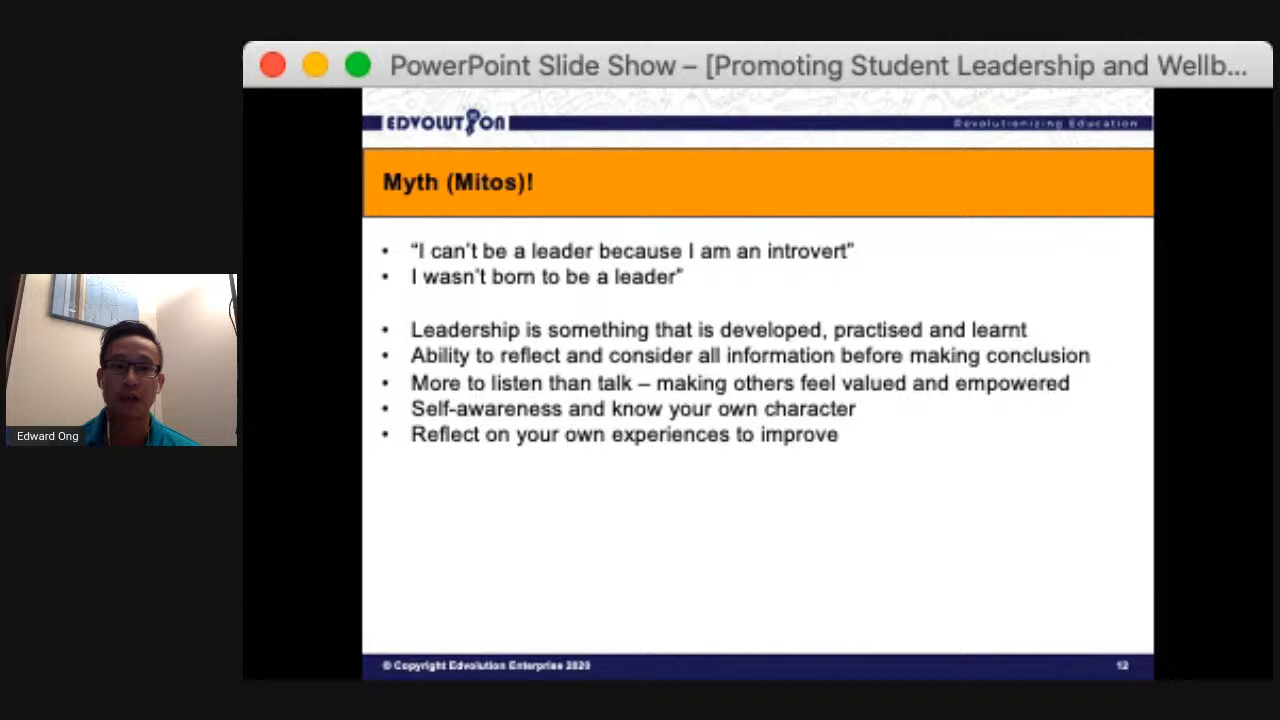 PowerPoint Slide Show – [Promoting Student Leadership and Wellb...
EDVOLUTION
Revolutionizing Education
Myth (Mitos)!
• “I can’t be a leader because I am an introvert”
• I wasn’t born to be a leader”
• Leadership is something that is developed, practised and learnt
• Ability to reflect and consider all information before making conclusion
• More to listen than talk – making others feel valued and empowered
• Self-awareness and know your own character
• Reflect on your own experiences to improve
Edward Ong
© Copyright Edvolution Enterprise 2020
12